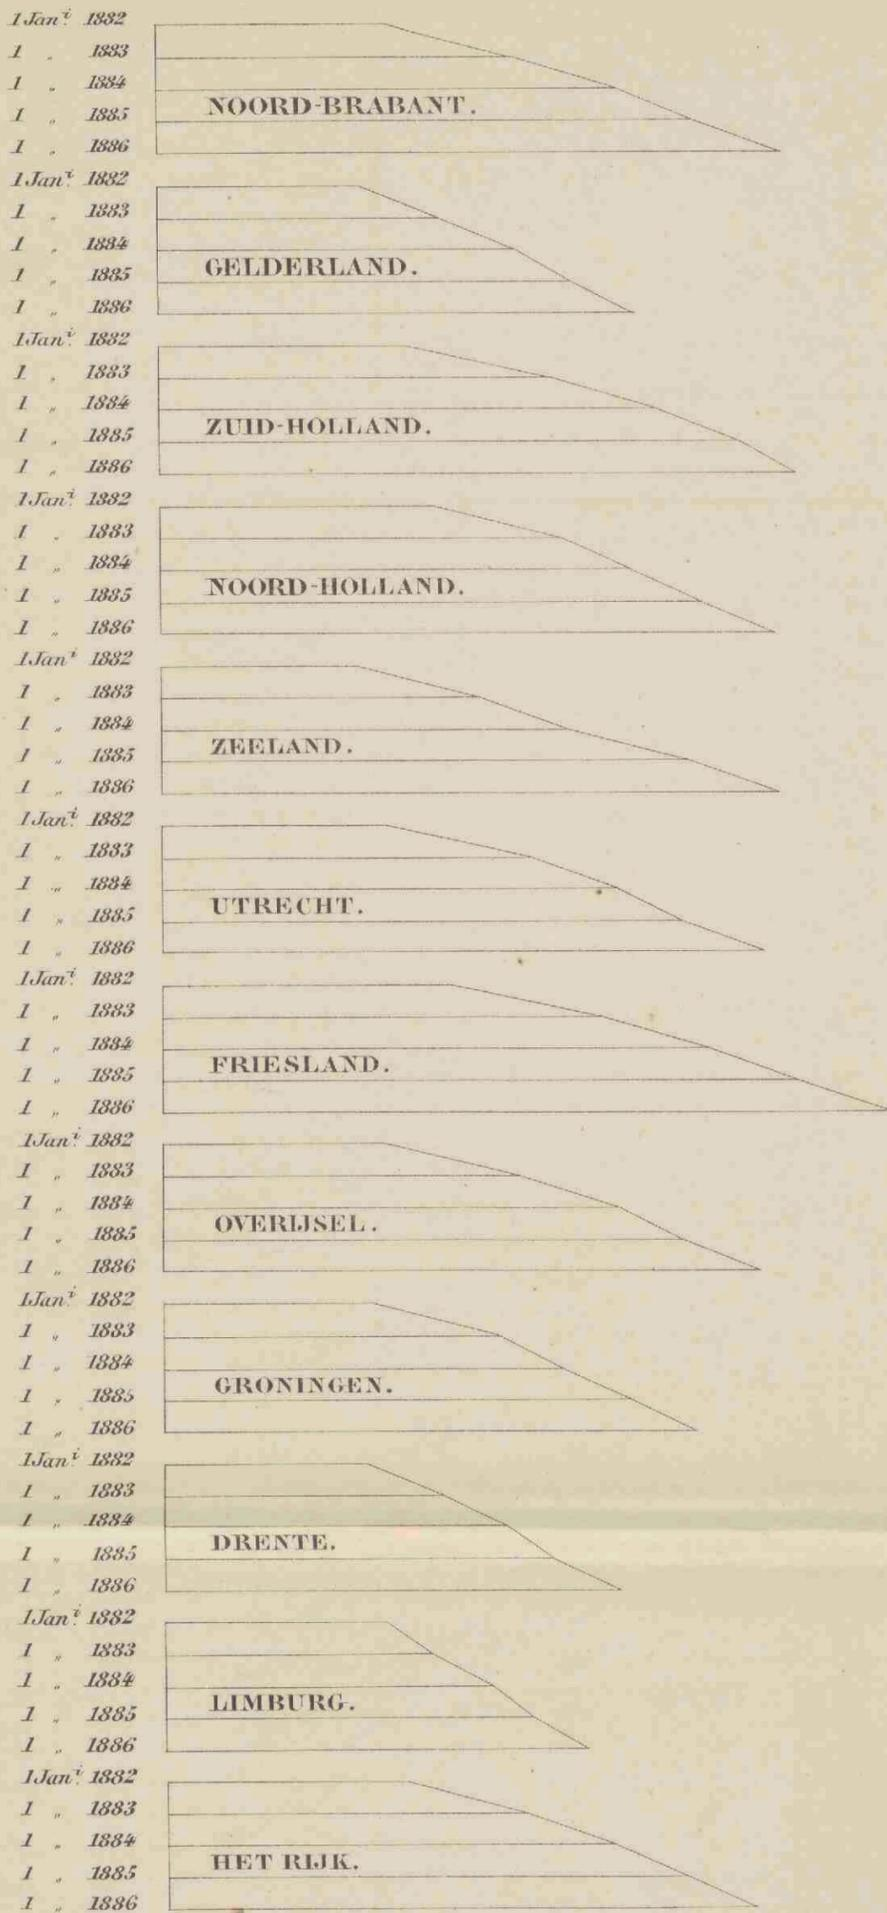 1 Jan.i 1882
1 „ 1883
1 „ 1884
1 „ 1885 NOORD-BRABANT.
1 „ 1886
1 Jan.i 1882
1 „ 1883
1 „ 1884
1 „ 1885 GELDERLAND.
1 „ 1886
1 Jan.i 1882
1 „ 1883
1 „ 1884
1 „ 1885 ZUID-HOLLAND.
1 „ 1886
1 Jan.i 1882
1 „ 1883
1 „ 1884
1 „ 1885 NOORD-HOLLAND.
1 „ 1886
1 Jan.i 1882
1 „ 1883
1 „ 1884
1 „ 1885 ZEELAND.
1 „ 1886
1 Jan.i 1882
1 „ 1883
1 „ 1884
1 „ 1885 UTRECHT.
1 „ 1886
1 Jan.i 1882
1 „ 1883
1 „ 1884
1 „ 1885 FRIESLAND.
1 „ 1886
1 Jan.i 1882
1 „ 1883
1 „ 1884
1 „ 1885 OVERIJSEL.
1 „ 1886
1 Jan.i 1882
1 „ 1883
1 „ 1884
1 „ 1885 GRONINGEN.
1 „ 1886
1 Jan.i 1882
1 „ 1883
1 „ 1884
1 „ 1885 DRENTE.
1 „ 1886
1 Jan.i 1882
1 „ 1883
1 „ 1884
1 „ 1885 LIMBURG.
1 „ 1886
1 Jan.i 1882
1 „ 1883
1 „ 1884
1 „ 1885 HET RIJK.
1 „ 1886